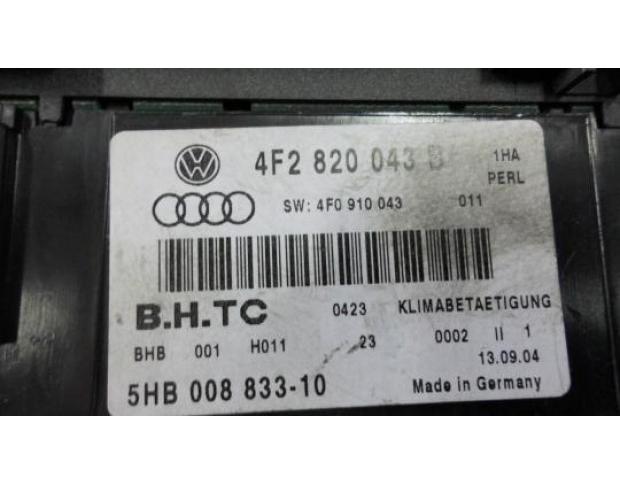 4F2 820 043 B
1HA
PERL
SW: 4F0 910 043 011
B.H.TC 0423 KLIMABETAETIGUNG
BHB 001 H011 23 0002 II 1
13.09.04
5HB 008 833-10 Made in Germany